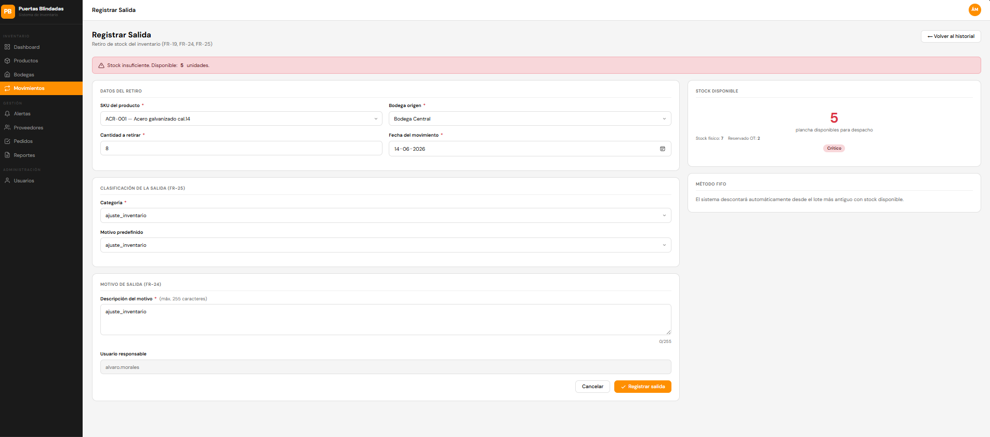 PB
Puertas Blindadas
Registrar Salida
AM
Registrar Salida
Retiro de stock del inventario (FR-19, FR-24, FR-25)
← Volver al historial
Dashboard
Productos
Bodegas
Movimientos
Alertas
Proveedores
Pedidos
Reportes
Usuarios
Stock insuficiente. Disponible: 5 unidades.
DATOS DEL RETIRO
SKU del producto *
ACR-001 — Acero galvanizado cal.14
Bodega origen *
Bodega Central
Cantidad a retirar *
8
Fecha del movimiento *
14-06-2026
CLASIFICACIÓN DE LA SALIDA (FR-25)
Categoría *
ajuste_inventario
Motivo predefinido
ajuste_inventario
MOTIVO DE SALIDA (FR-24)
Descripción del motivo * (máx. 255 caracteres)
ajuste_inventario
0/255
Usuario responsable
alvaro.morales
Cancelar
Registrar salida
STOCK DISPONIBLE
5
plancha disponibles para despacho
Stock físico: 7 Reservado OT: 2
Crítico
MÉTODO FIFO
El sistema descontará automáticamente desde el lote más antiguo con stock disponible.